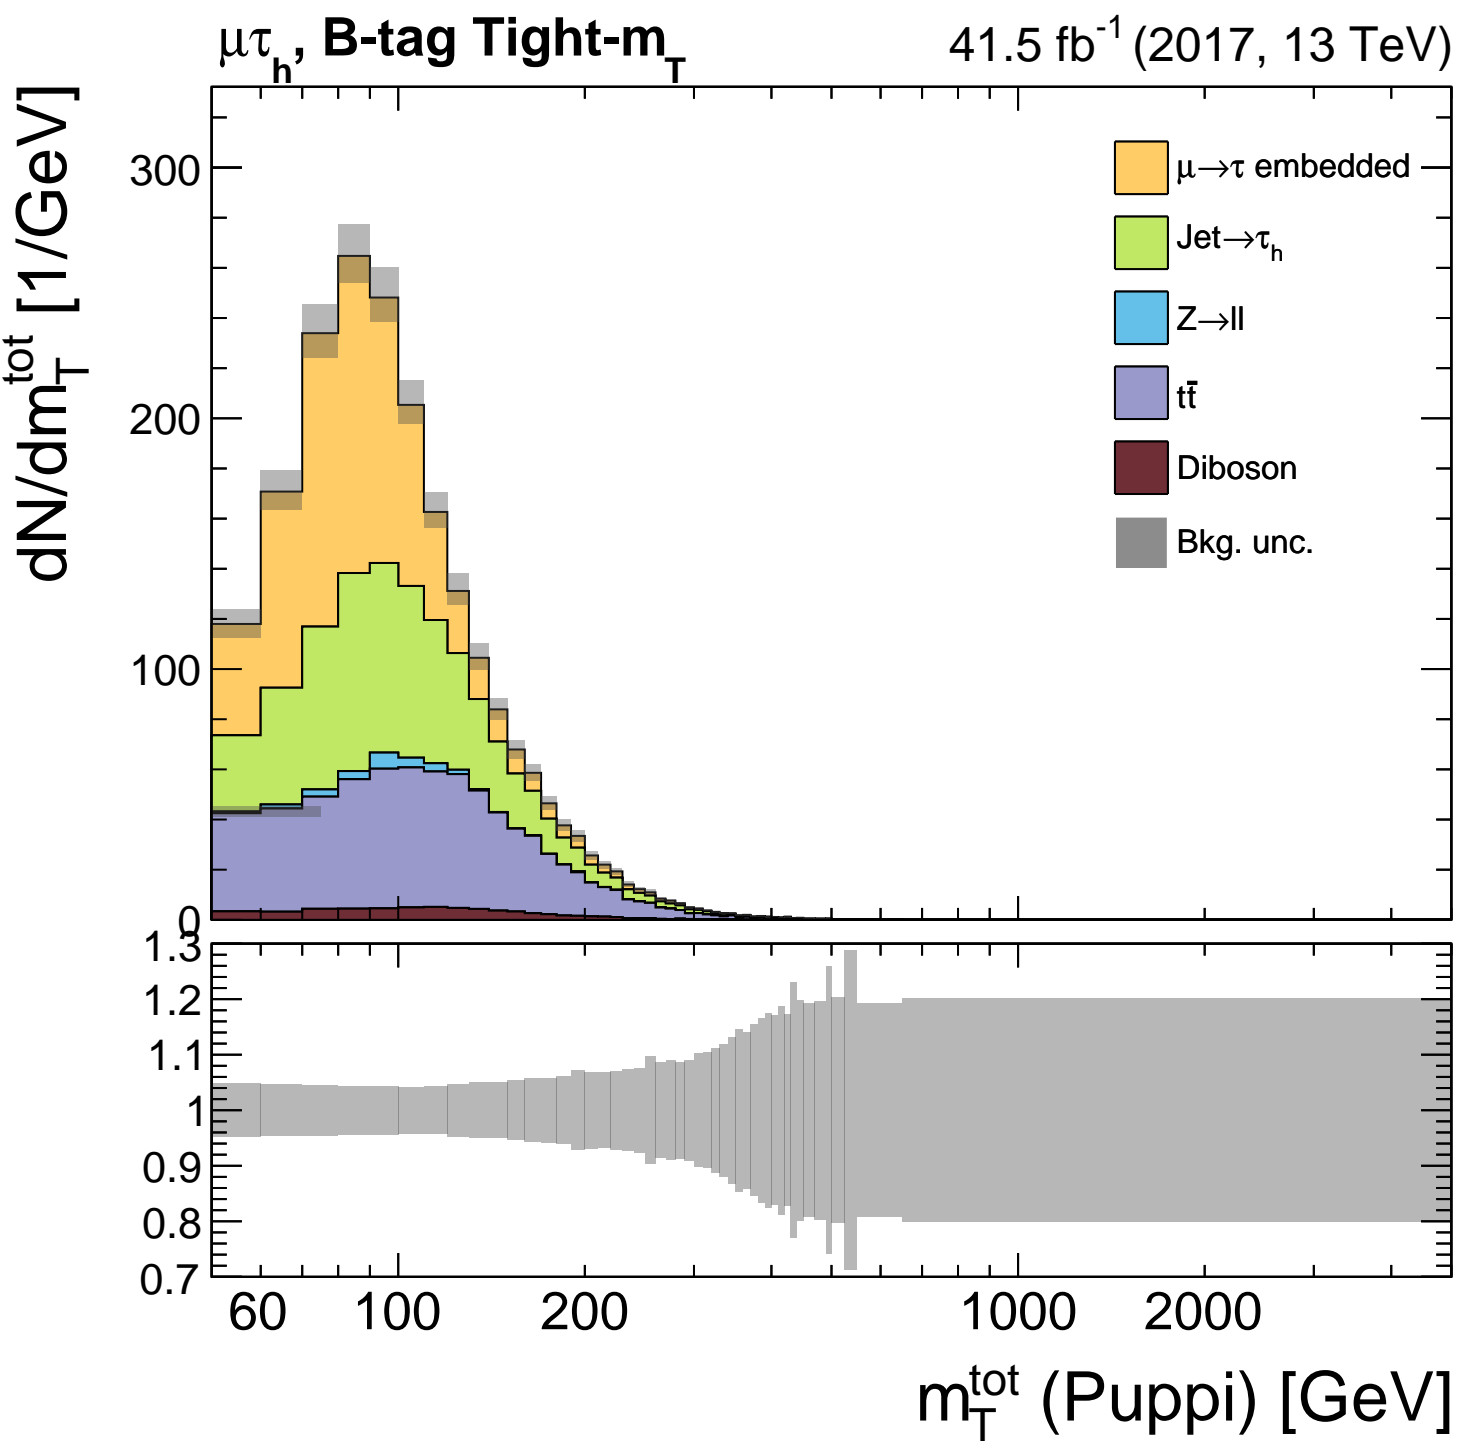 μτh, B-tag Tight-mT
41.5 fb-1 (2017, 13 TeV)
dN/dmTtot [1/GeV]
300
200
100
0
μ→τ embedded
Jet→τh
Z→ll
tt̄
Diboson
Bkg. unc.
1.3
1.2
1.1
1
0.9
0.8
0.7
60 100 200 1000 2000
mTtot (Puppi) [GeV]